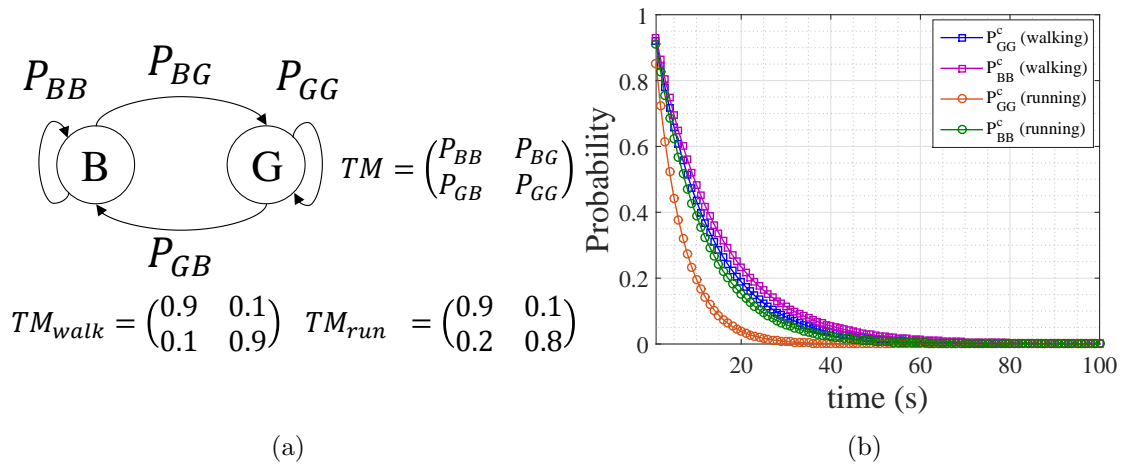 P_BB
P_BG
P_GG
B
G
TM = (P_BB P_BG
P_GB P_GG)
P_GB
TM_walk = (0.9 0.1
0.1 0.9)
TM_run = (0.9 0.1
0.2 0.8)
(a)
Probability
1
0.8
0.6
0.4
0.2
0
20
40
60
80
100
time (s)
P^c_GG (walking)
P^c_BB (walking)
P^c_GG (running)
P^c_BB (running)
(b)